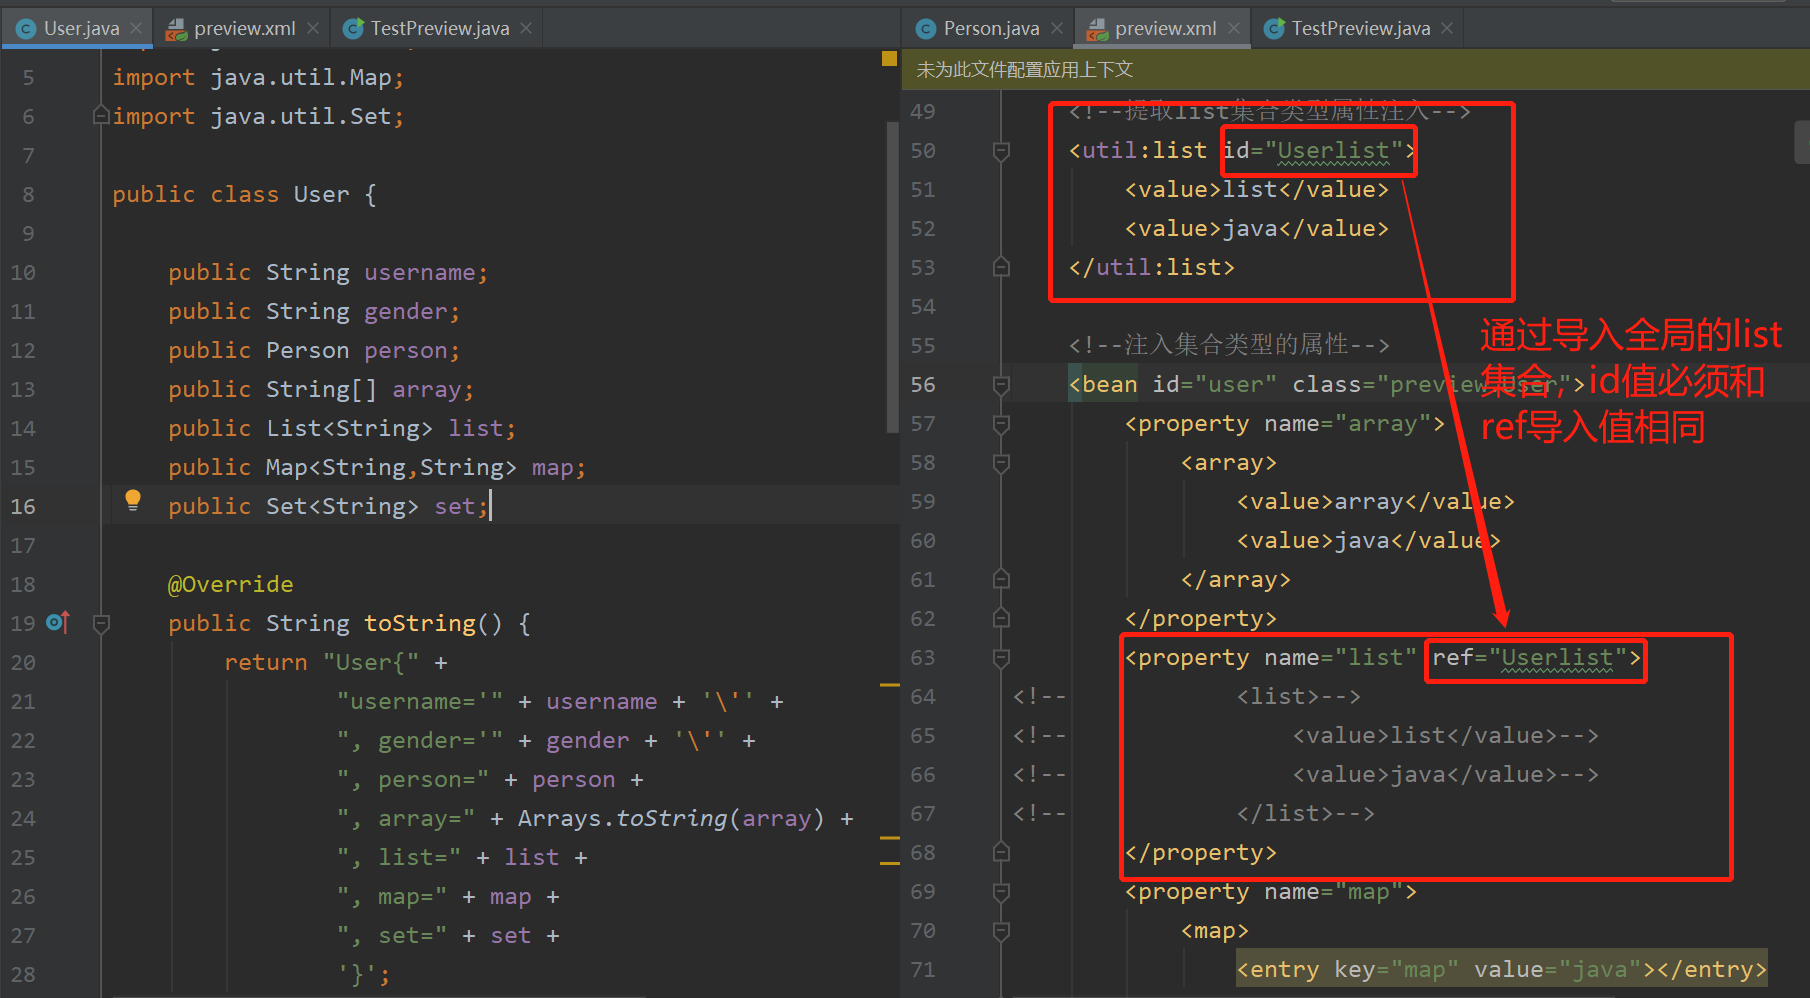 User.java
preview.xml
TestPreview.java
5 import java.util.Map;
6 import java.util.Set;
7
8 public class User {
9
10 public String username;
11 public String gender;
12 public Person person;
13 public String[] array;
14 public List<String> list;
15 public Map<String,String> map;
16 public Set<String> set;
17
18 @Override
19 public String toString() {
20 return "User{" +
21 "username='" + username + '\'' +
22 ", gender='" + gender + '\'' +
23 ", person=" + person +
24 ", array=" + Arrays.toString(array) +
25 ", list=" + list +
26 ", map=" + map +
27 ", set=" + set +
28 '}';
Person.java
preview.xml
TestPreview.java
未为此文件配置应用上下文
49 <!--提取list集合类型属性注入-->
50 <util:list id="Userlist">
51 <value>list</value>
52 <value>java</value>
53 </util:list>
54
55 <!--注入集合类型的属性-->
56 <bean id="user" class="preview.User">
57 <property name="array">
58 <array>
59 <value>array</value>
60 <value>java</value>
61 </array>
62 </property>
63 <property name="list" ref="Userlist">
64 <!-- <list>-->
65 <!-- <value>list</value>-->
66 <!-- <value>java</value>-->
67 <!-- </list>-->
68 </property>
69 <property name="map">
70 <map>
71 <entry key="map" value="java"></entry>
通过导入全局的list
集合，id值必须和
ref导入值相同